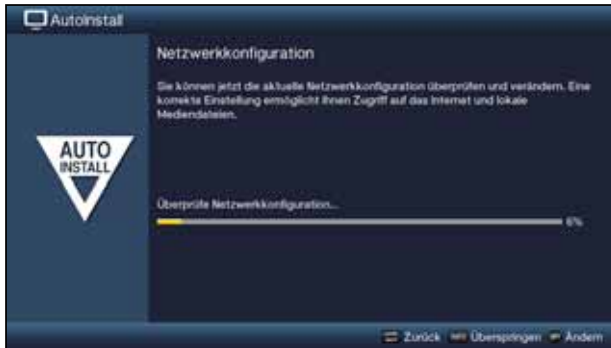 AutoInstall
Netzwerkkonfiguration
Sie können jetzt die aktuelle Netzwerkkonfiguration überprüfen und verändern. Eine
korrekte Einstellung ermöglicht Ihnen Zugriff auf das Internet und lokale
Mediendateien.
AUTO
INSTALL
Überprüfe Netzwerkkonfiguration...
6%
Zurück Überspringen Ändern